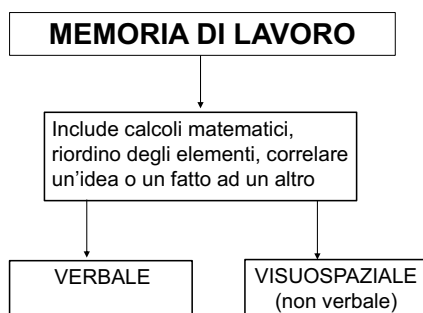 MEMORIA DI LAVORO
Include calcoli matematici,
riordino degli elementi, correlare
un'idea o un fatto ad un altro
VERBALE
VISUOSPAZIALE
(non verbale)